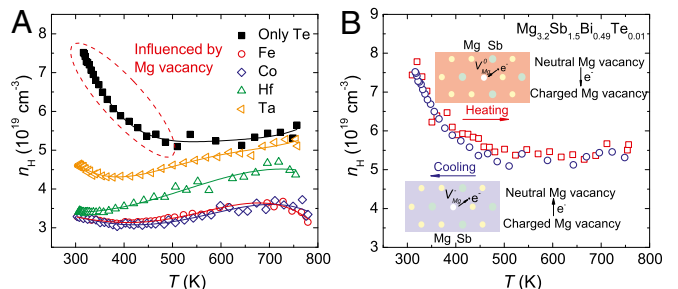 A
9
8
7
6
5
4
3
n_H (10^19 cm^-3)
300 400 500 600 700 800
T (K)
Influenced by
Mg vacancy
Only Te
Fe
Co
Hf
Ta
B
9
8
7
6
5
4
3
n_H (10^19 cm^-3)
300 400 500 600 700 800
T (K)
Mg3.2Sb1.5Bi0.49Te0.01
Mg Sb
V^0_Mg e^-
Neutral Mg vacancy
e^-
Charged Mg vacancy
Heating
Cooling
V^-_Mg e^-
Mg Sb
Neutral Mg vacancy
e^-
Charged Mg vacancy